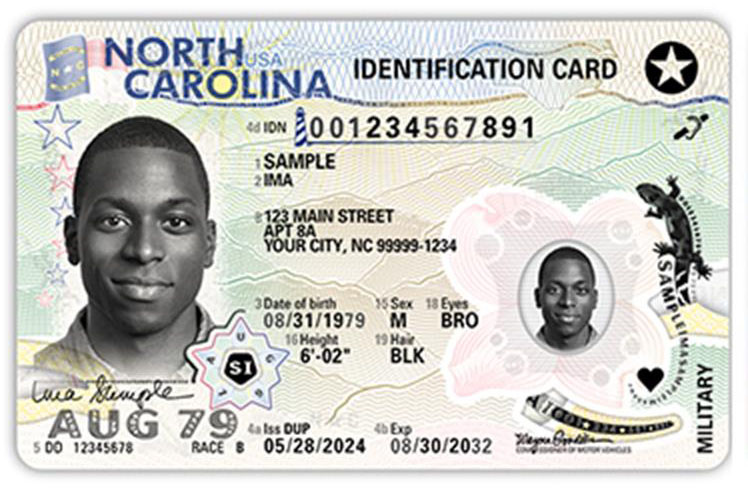 NORTH USA
CAROLINA
IDENTIFICATION CARD
4d IDN 001234567891
1 SAMPLE
2 IMA
8 123 MAIN STREET
APT 8A
YOUR CITY, NC 99999-1234
3 Date of birth 15 Sex 18 Eyes
08/31/1979 M BRO
16 Height 19 Hair
6'-02" BLK
SI
Ima Sample
AUG 79
4a Iss DUP 4b Exp
5 DD 12345678 RACE B 05/28/2024 08/30/2032
COMMISSIONER OF MOTOR VEHICLES
MILITARY